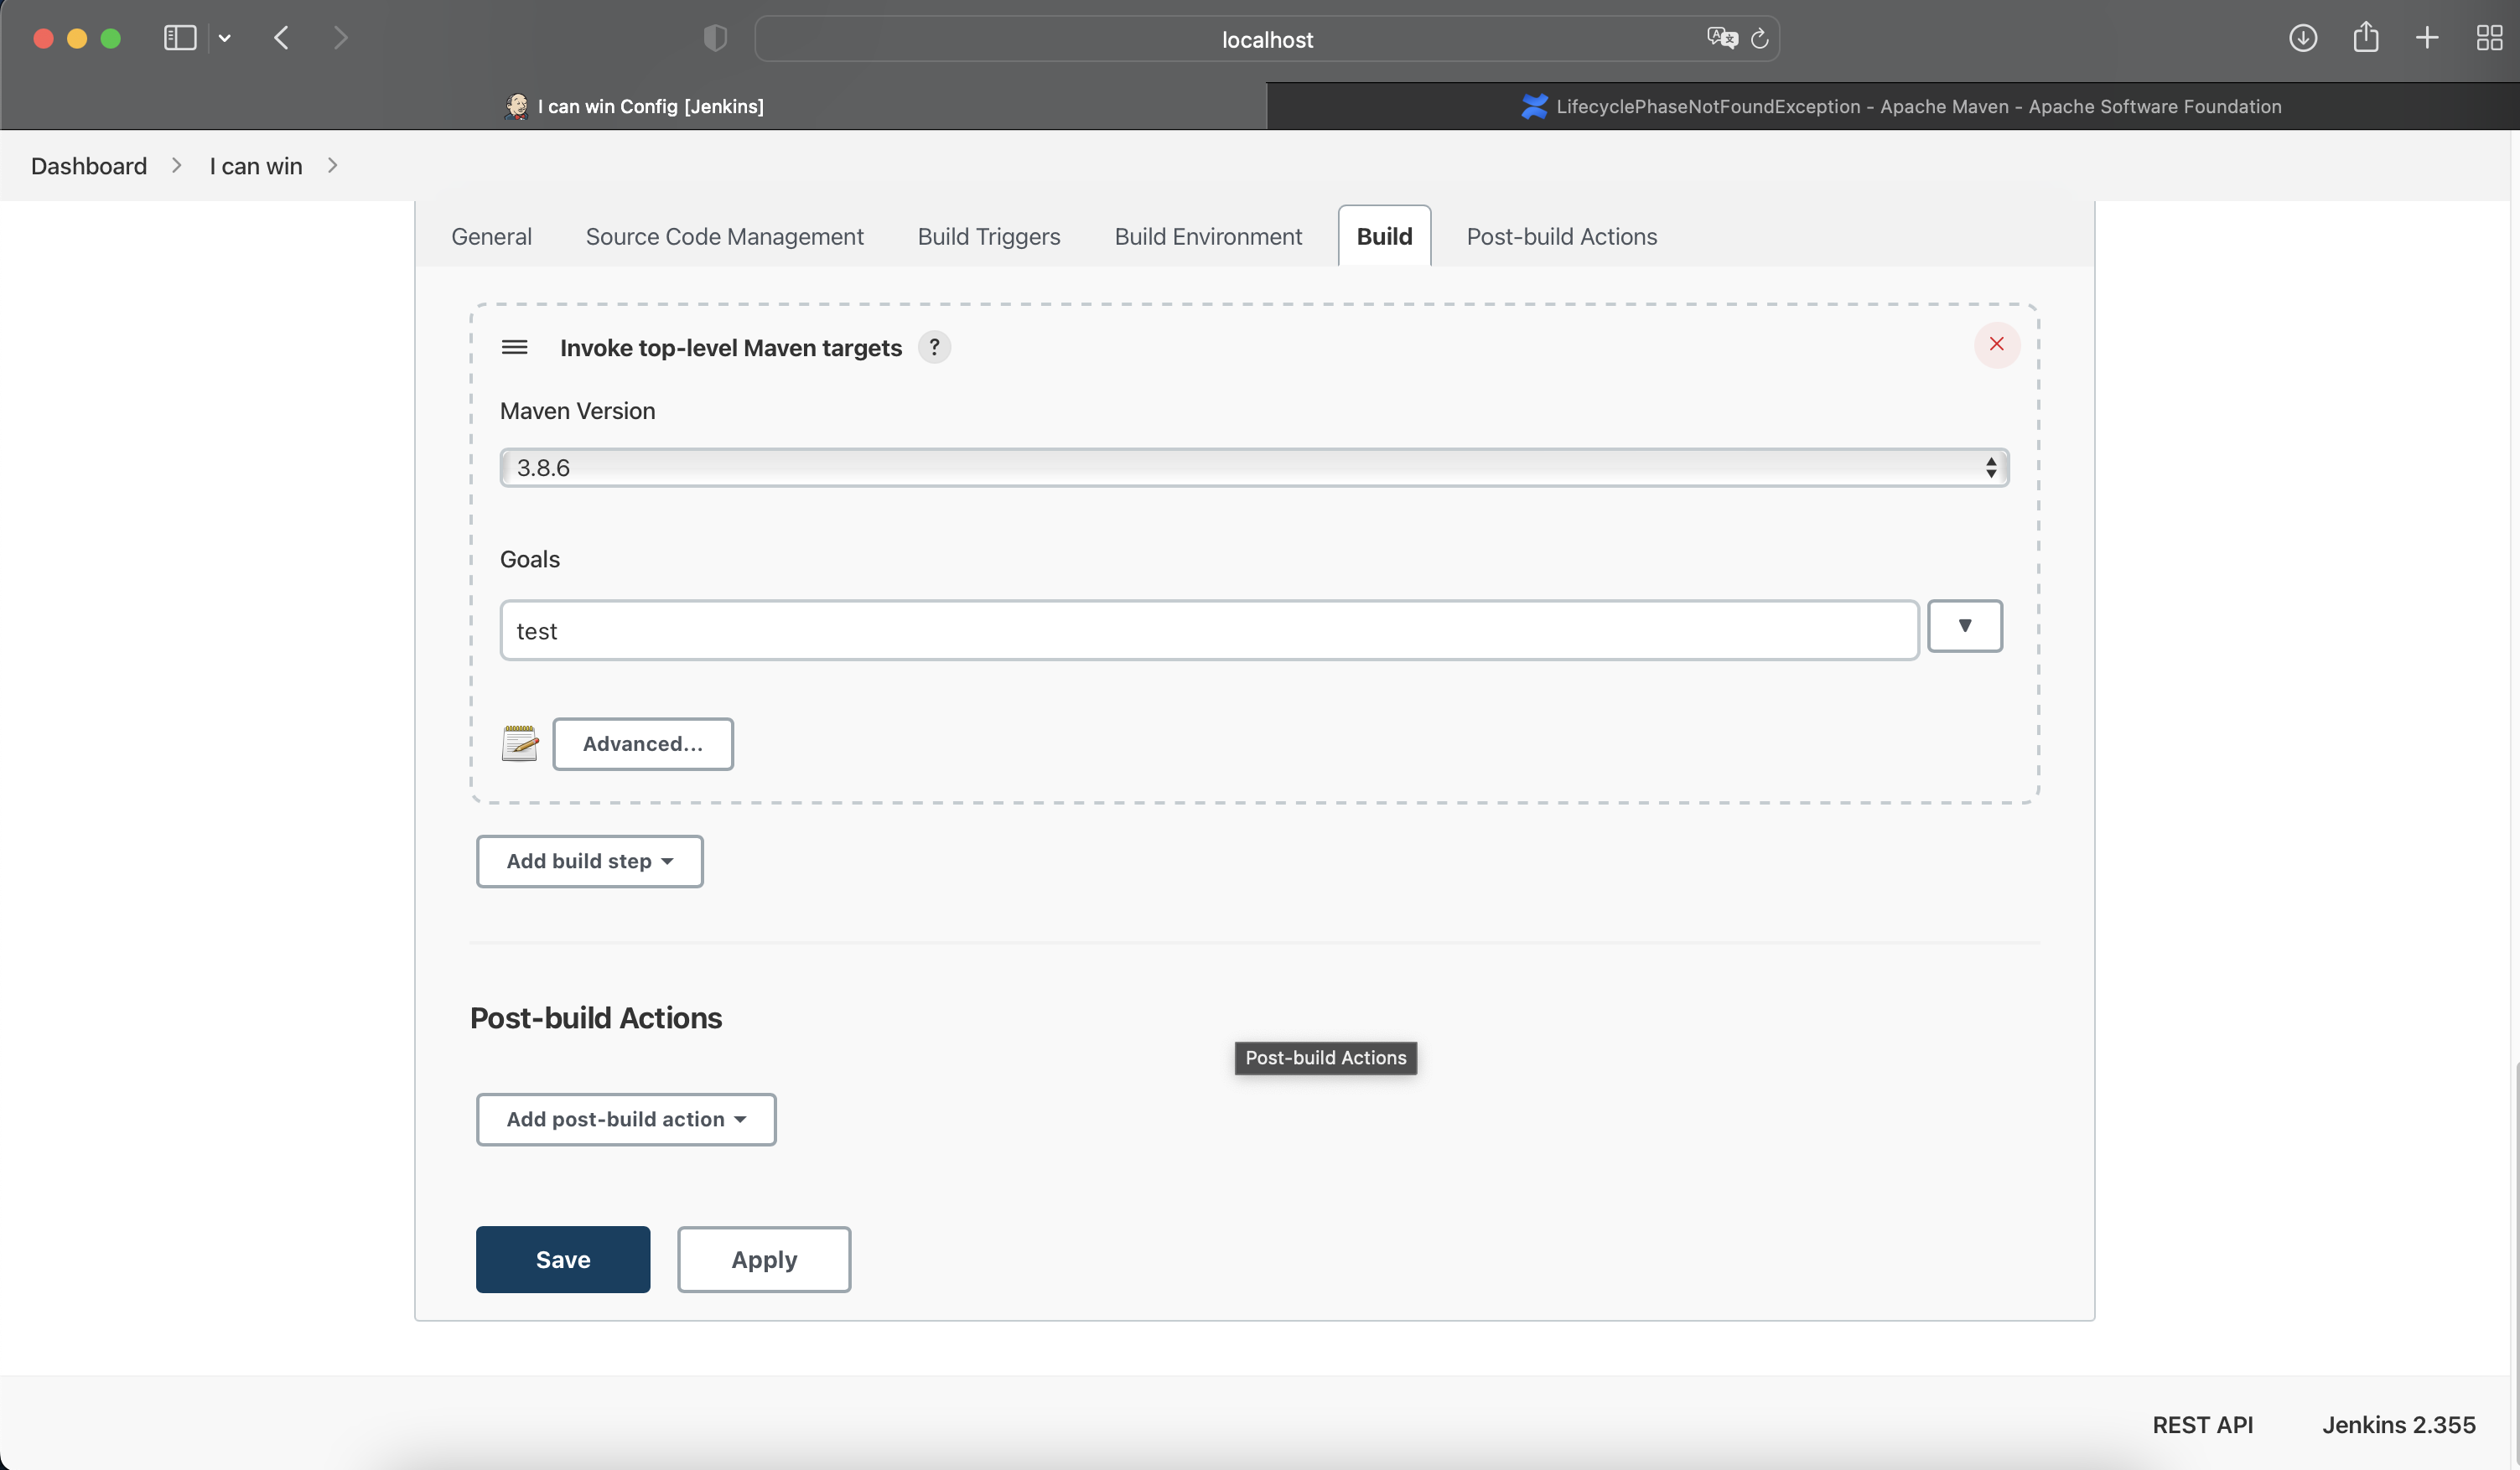 localhost
I can win Config [Jenkins]
LifecyclePhaseNotFoundException - Apache Maven - Apache Software Foundation
Dashboard
I can win
General
Source Code Management
Build Triggers
Build Environment
Build
Post-build Actions
Invoke top-level Maven targets
?
Maven Version
3.8.6
Goals
test
Advanced...
Add build step
Post-build Actions
Post-build Actions
Add post-build action
Save
Apply
REST API
Jenkins 2.355